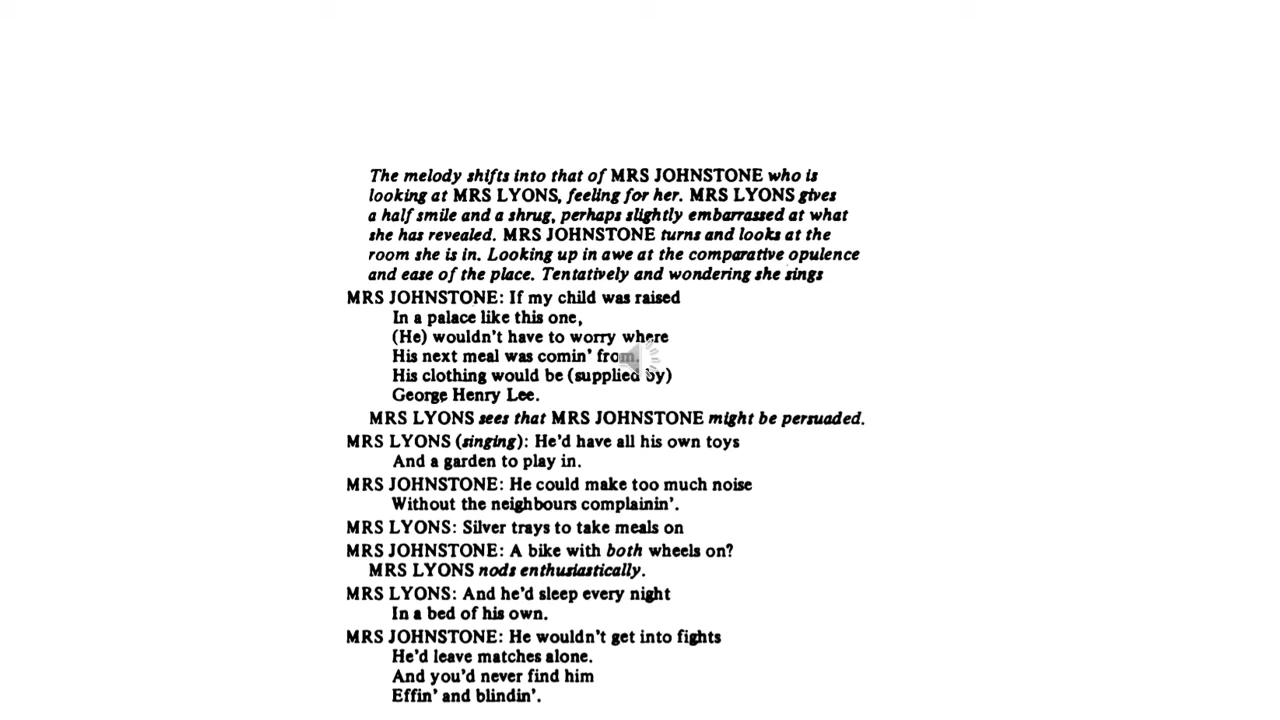 The melody shifts into that of MRS JOHNSTONE who is
looking at MRS LYONS, feeling for her. MRS LYONS gives
a half smile and a shrug, perhaps slightly embarrassed at what
she has revealed. MRS JOHNSTONE turns and looks at the
room she is in. Looking up in awe at the comparative opulence
and ease of the place. Tentatively and wondering she sings
MRS JOHNSTONE: If my child was raised
In a palace like this one,
(He) wouldn't have to worry where
His next meal was comin' from.
His clothing would be (supplied by)
George Henry Lee.
MRS LYONS sees that MRS JOHNSTONE might be persuaded.
MRS LYONS (singing): He'd have all his own toys
And a garden to play in.
MRS JOHNSTONE: He could make too much noise
Without the neighbours complainin'.
MRS LYONS: Silver trays to take meals on
MRS JOHNSTONE: A bike with both wheels on?
MRS LYONS nods enthusiastically.
MRS LYONS: And he'd sleep every night
In a bed of his own.
MRS JOHNSTONE: He wouldn't get into fights
He'd leave matches alone.
And you'd never find him
Effin' and blindin'.